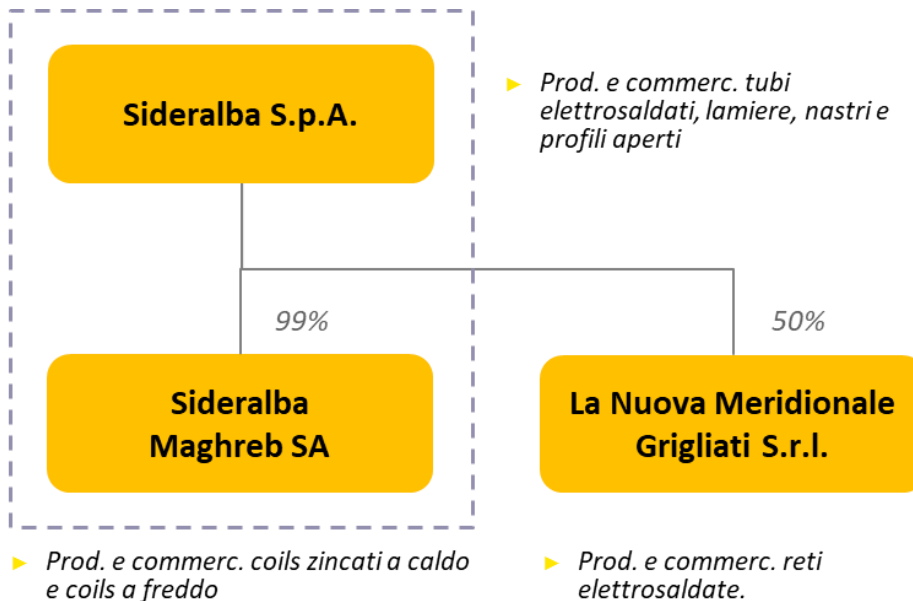 Sideralba S.p.A.
► Prod. e commerc. tubi
elettrosaldati, lamiere, nastri e
profili aperti
99%
50%
Sideralba
Maghreb SA
La Nuova Meridionale
Grigliati S.r.l.
► Prod. e commerc. coils zincati a caldo
e coils a freddo
► Prod. e commerc. reti
elettrosaldate.